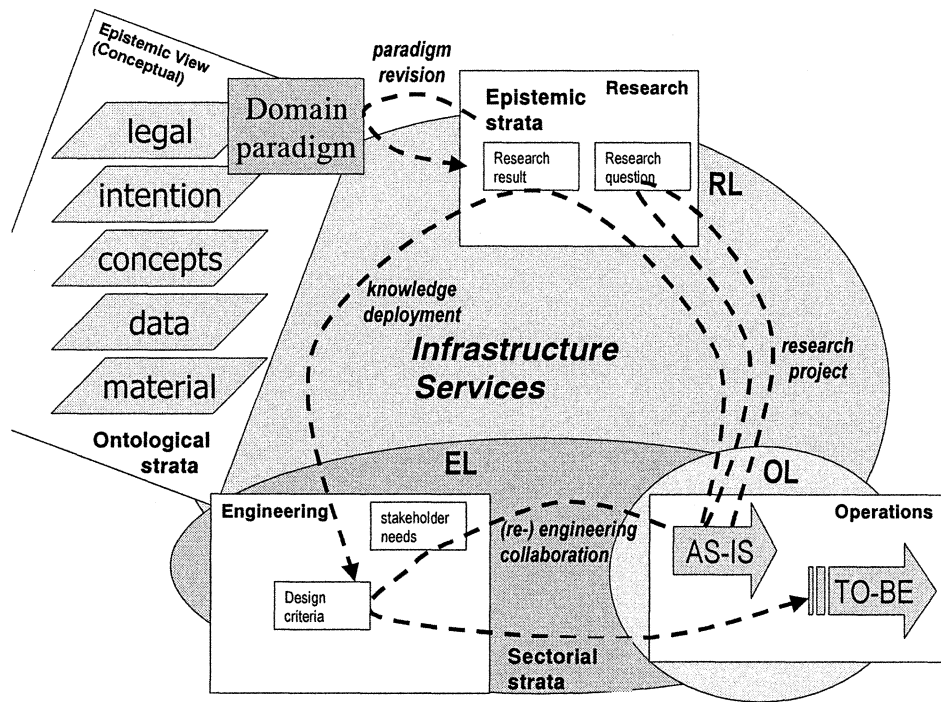 Epistemic View
(Conceptual)
Domain
paradigm
legal
intention
concepts
data
material
Ontological
strata
paradigm
revision
Research
Epistemic
strata
Research
result
Research
question
RL
knowledge
deployment
Infrastructure
Services
research
project
EL
OL
Engineering
stakeholder
needs
Design
criteria
(re-) engineering
collaboration
Operations
AS-IS
TO-BE
Sectorial
strata